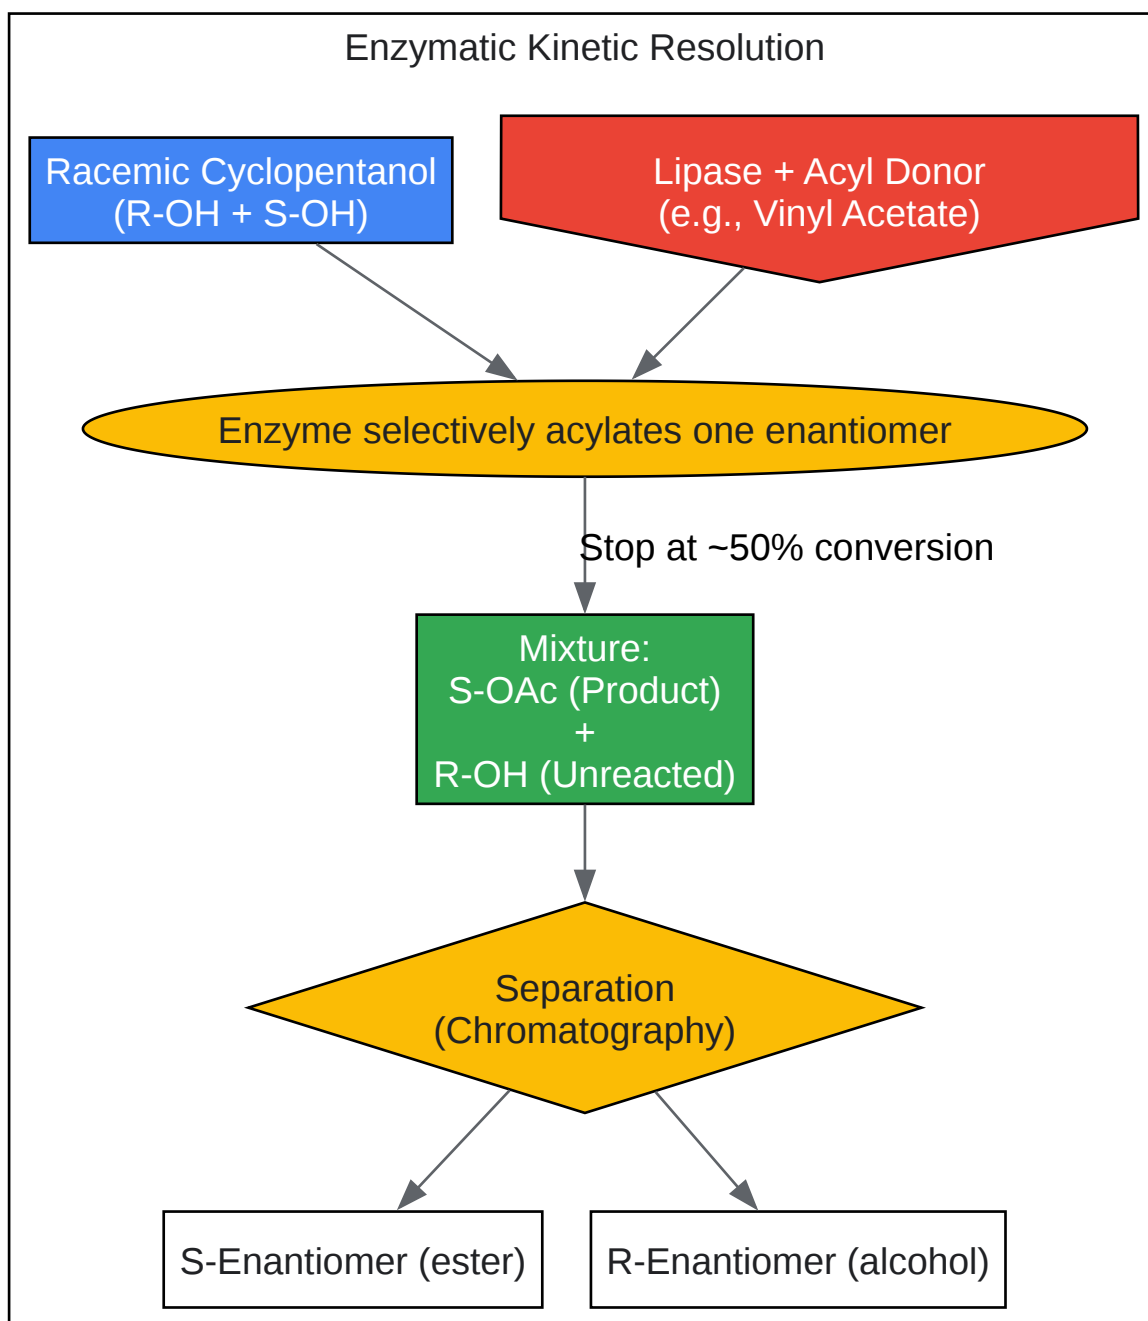 Enzymatic Kinetic Resolution
Racemic Cyclopentanol
(R-OH + S-OH)
Lipase + Acyl Donor
(e.g., Vinyl Acetate)
Enzyme selectively acylates one enantiomer
Stop at ~50% conversion
Mixture:
S-OAc (Product)
+
R-OH (Unreacted)
Separation
(Chromatography)
S-Enantiomer (ester)
R-Enantiomer (alcohol)